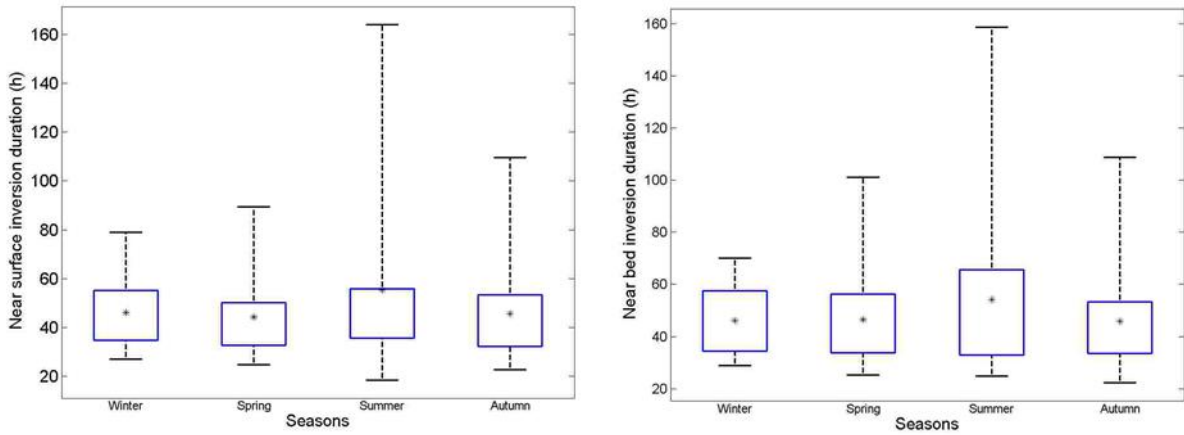 Near surface inversion duration (h)
160
140
120
100
80
60
40
20
Winter Spring Summer Autumn
Seasons
Near bed inversion duration (h)
160
140
120
100
80
60
40
20
Winter Spring Summer Autumn
Seasons